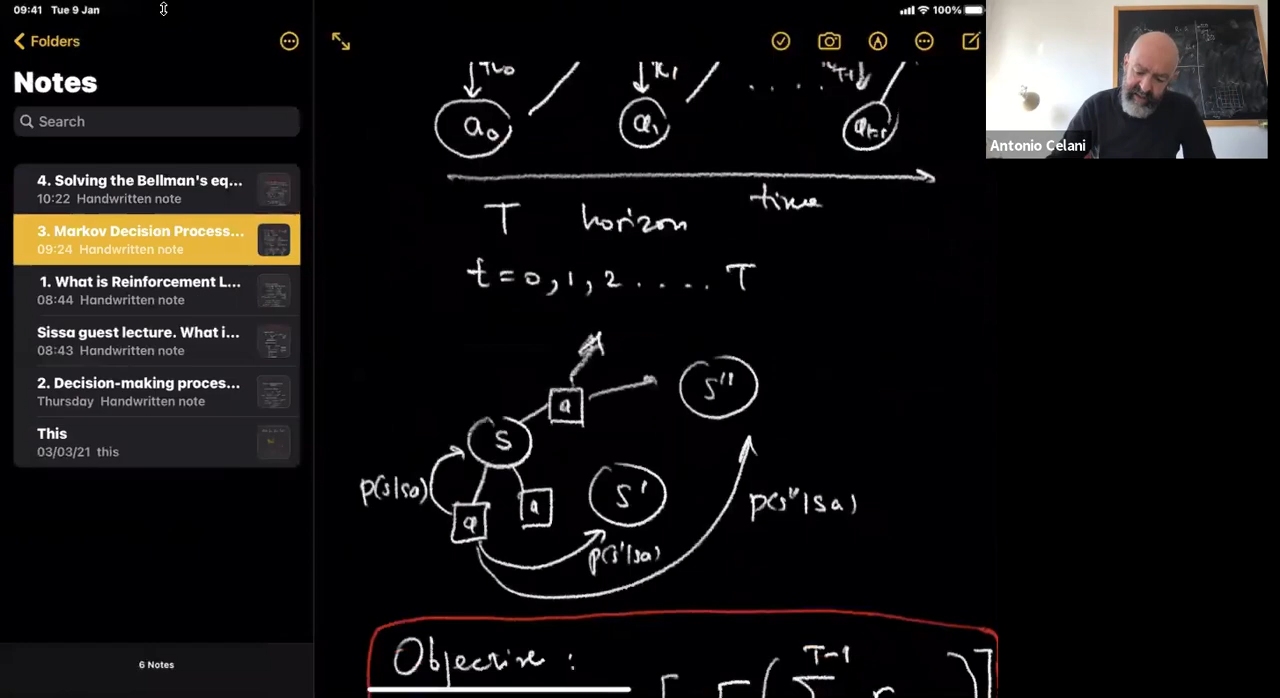 09:41 Tue 9 Jan
100%
Folders
Notes
Search
4. Solving the Bellman's eq...
10:22 Handwritten note
3. Markov Decision Process...
09:24 Handwritten note
1. What is Reinforcement L...
08:44 Handwritten note
Sissa guest lecture. What i...
08:43 Handwritten note
2. Decision-making proces...
Thursday Handwritten note
This
03/03/21 this
6 Notes
Antonio Celani
π0 π1 .... T-1
a0 a1
time
T horizon
t = 0, 1, 2 .... T
a
s''
s
p(s|sa)
s'
a a
p(s''|sa)
p(s'|sa)
Objective :
T-1